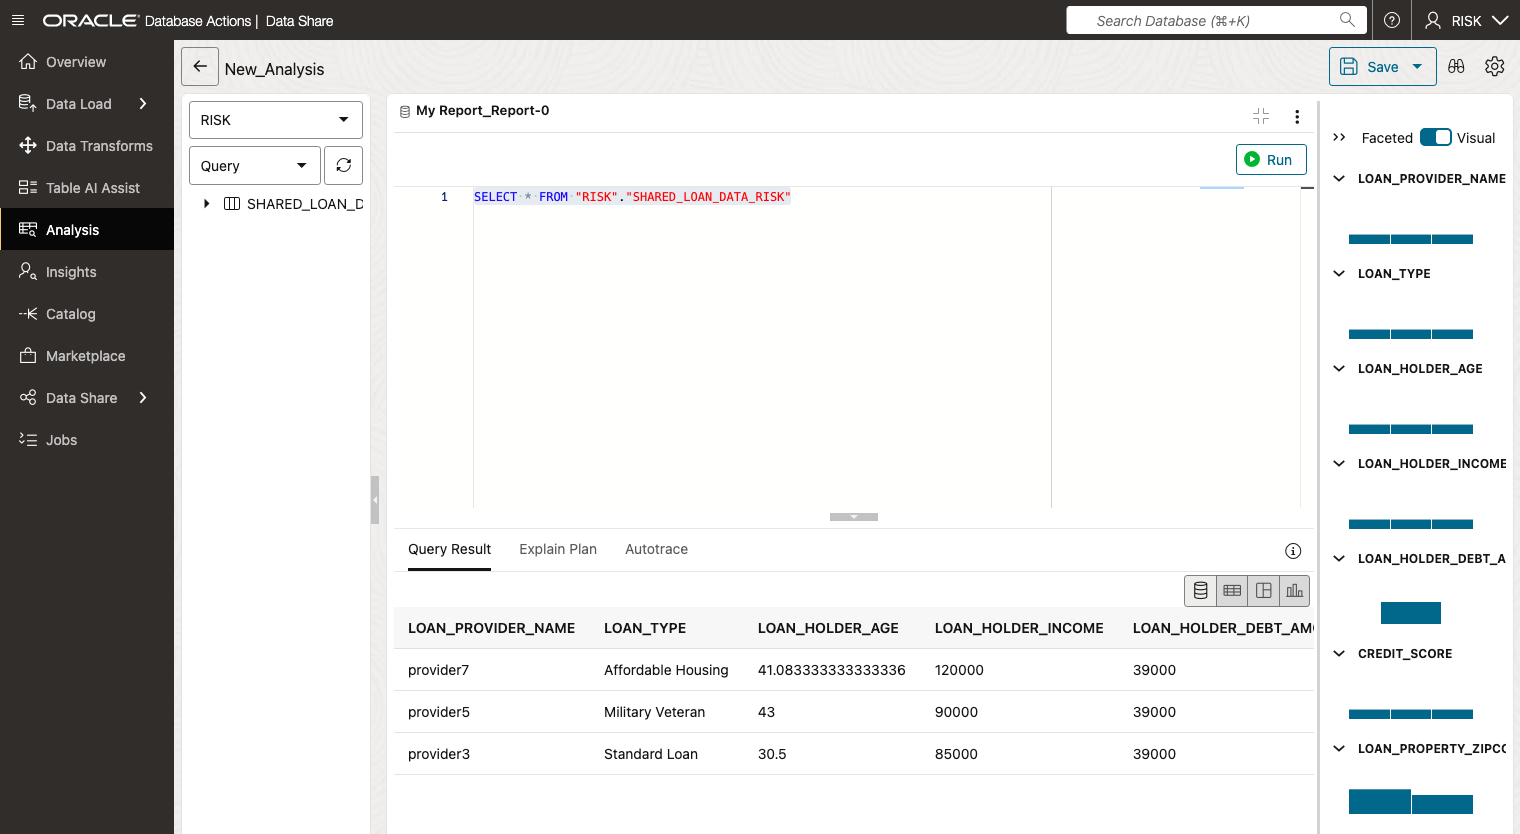 ORACLE Database Actions | Data Share
Search Database (⌘+K)
RISK
Overview
Data Load
Data Transforms
Table AI Assist
Analysis
Insights
Catalog
Marketplace
Data Share
Jobs
New_Analysis
Save
RISK
Query
SHARED_LOAN_D
My Report_Report-0
Run
1 SELECT * FROM "RISK"."SHARED_LOAN_DATA_RISK"
Query Result Explain Plan Autotrace
LOAN_PROVIDER_NAME LOAN_TYPE LOAN_HOLDER_AGE LOAN_HOLDER_INCOME LOAN_HOLDER_DEBT_AMO
provider7 Affordable Housing 41.083333333333336 120000 39000
provider5 Military Veteran 43 90000 39000
provider3 Standard Loan 30.5 85000 39000
Faceted Visual
LOAN_PROVIDER_NAME
LOAN_TYPE
LOAN_HOLDER_AGE
LOAN_HOLDER_INCOME
LOAN_HOLDER_DEBT_A
CREDIT_SCORE
LOAN_PROPERTY_ZIPCO